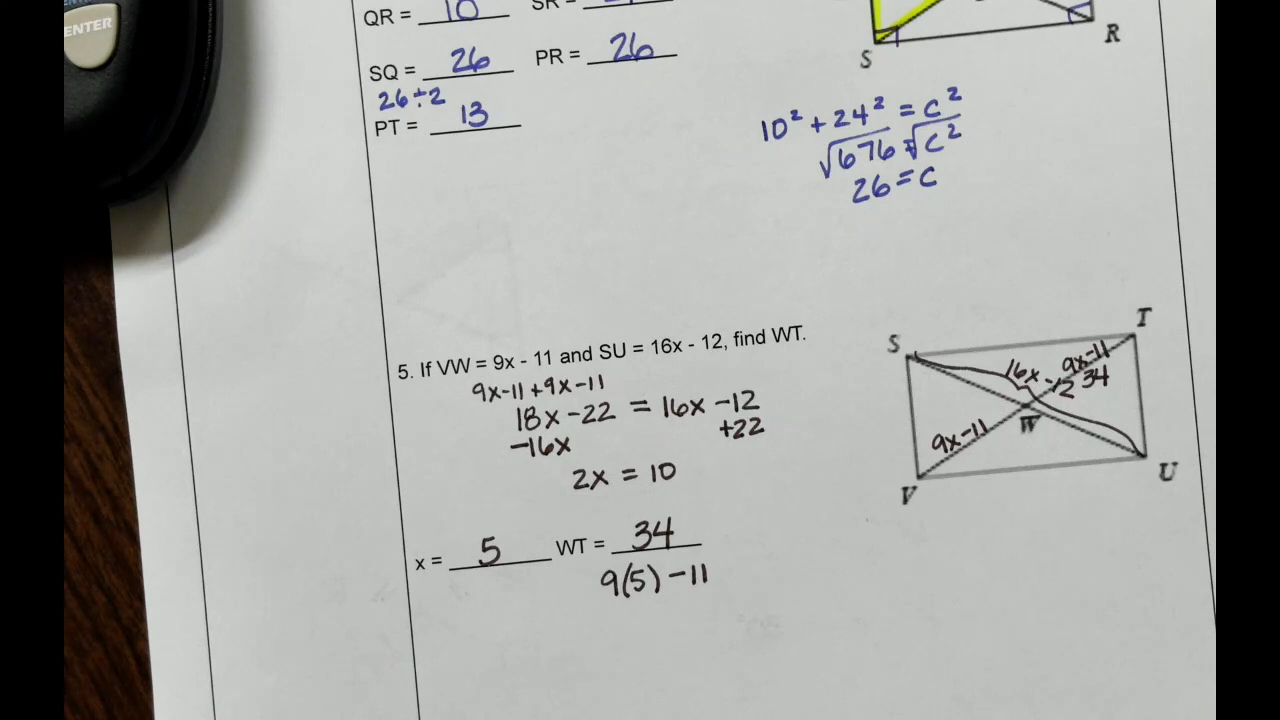 ENTER
QR = 10 SR =
S R
SQ = 26 PR = 26
26÷2
PT = 13
10² + 24² = c²
√676 = √c²
26 = c
5. If VW = 9x - 11 and SU = 16x - 12, find WT.
9x-11 + 9x-11
18x - 22 = 16x - 12
-16x +22
2x = 10
x = 5 WT = 34
9(5) - 11
S T
16x - 12 9x-11
34
9x-11 W
V U